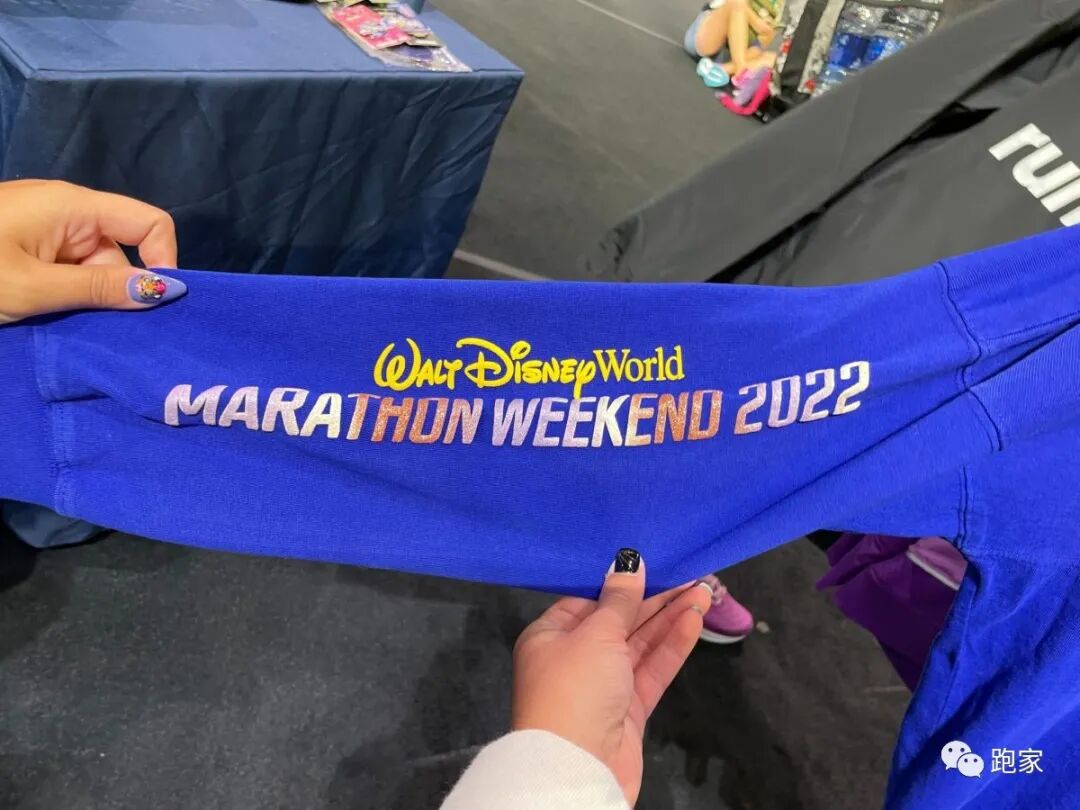 run
WALT DISNEY World
MARATHON WEEKEND 2022
跑家